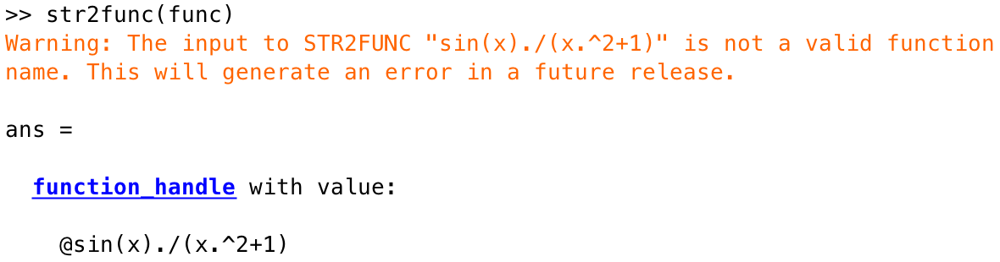 >> str2func(func)
Warning: The input to STR2FUNC "sin(x)./(x.^2+1)" is not a valid function
name. This will generate an error in a future release.
ans =
function_handle with value:
@sin(x)./(x.^2+1)